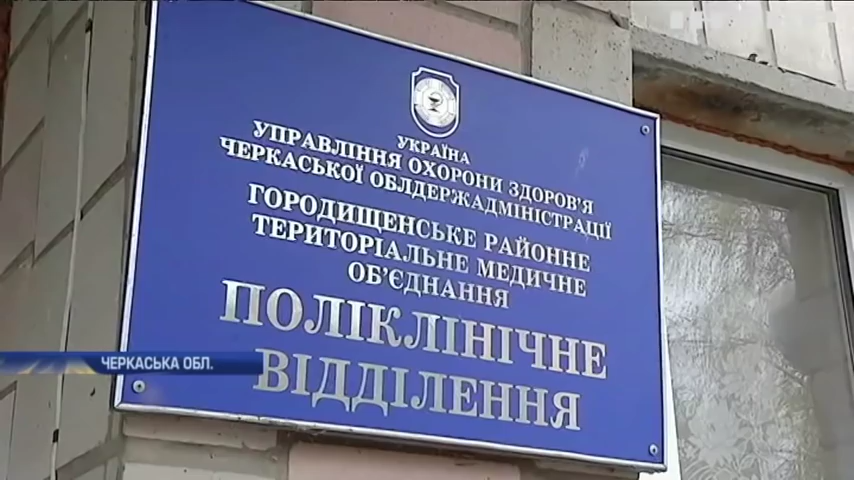 УКРАЇНА
УПРАВЛІННЯ ОХОРОНИ ЗДОРОВ'Я
ЧЕРКАСЬКОЇ ОБЛДЕРЖАДМІНІСТРАЦІЇ
ГОРОДИЩЕНСЬКЕ РАЙОННЕ
ТЕРИТОРІАЛЬНЕ МЕДИЧНЕ
ОБ'ЄДНАННЯ
ПОЛІКЛІНІЧНЕ
ВІДДІЛЕННЯ
ЧЕРКАСЬКА ОБЛ.